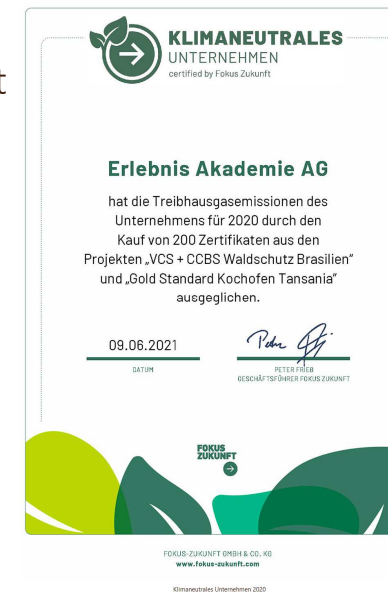 t
KLIMANEUTRALES
UNTERNEHMEN
certified by Fokus Zukunft
Erlebnis Akademie AG
hat die Treibhausgasemissionen des
Unternehmens für 2020 durch den
Kauf von 200 Zertifikaten aus den
Projekten „VCS + CCBS Waldschutz Brasilien“
und „Gold Standard Kochofen Tansania“
ausgeglichen.
09.06.2021
DATUM
PETER FRIEß
GESCHÄFTSFÜHRER FOKUS ZUKUNFT
FOKUS
ZUKUNFT
FOKUS-ZUKUNFT GMBH & CO. KG
www.fokus-zukunft.com
Klimaneutrales Unternehmen 2020